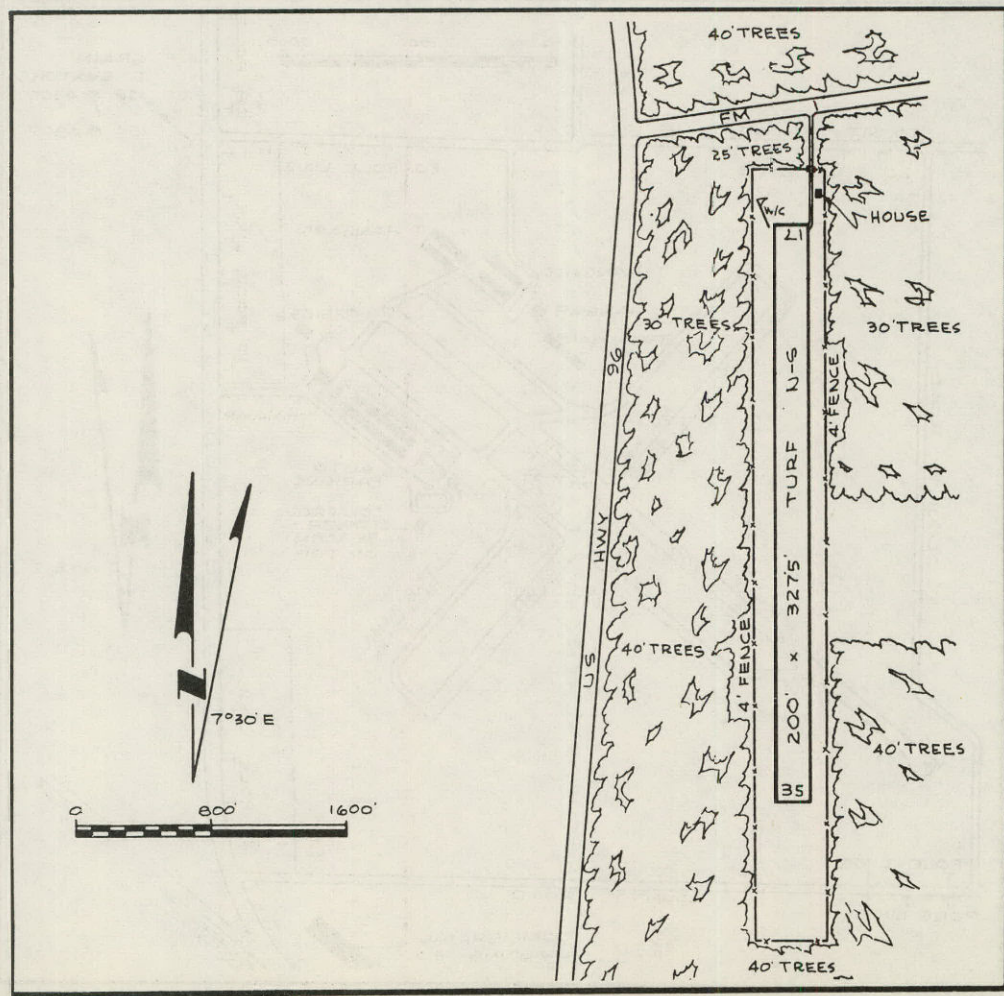 40' TREES
FM
25' TREES
W/C
HOUSE
17
30' TREES
30' TREES
96
4' FENCE
HWY
US
200' x 3275' TURF 2-S
N
7°30' E
40' TREES
4' FENCE
40' TREES
0 800' 1600'
35
40' TREES